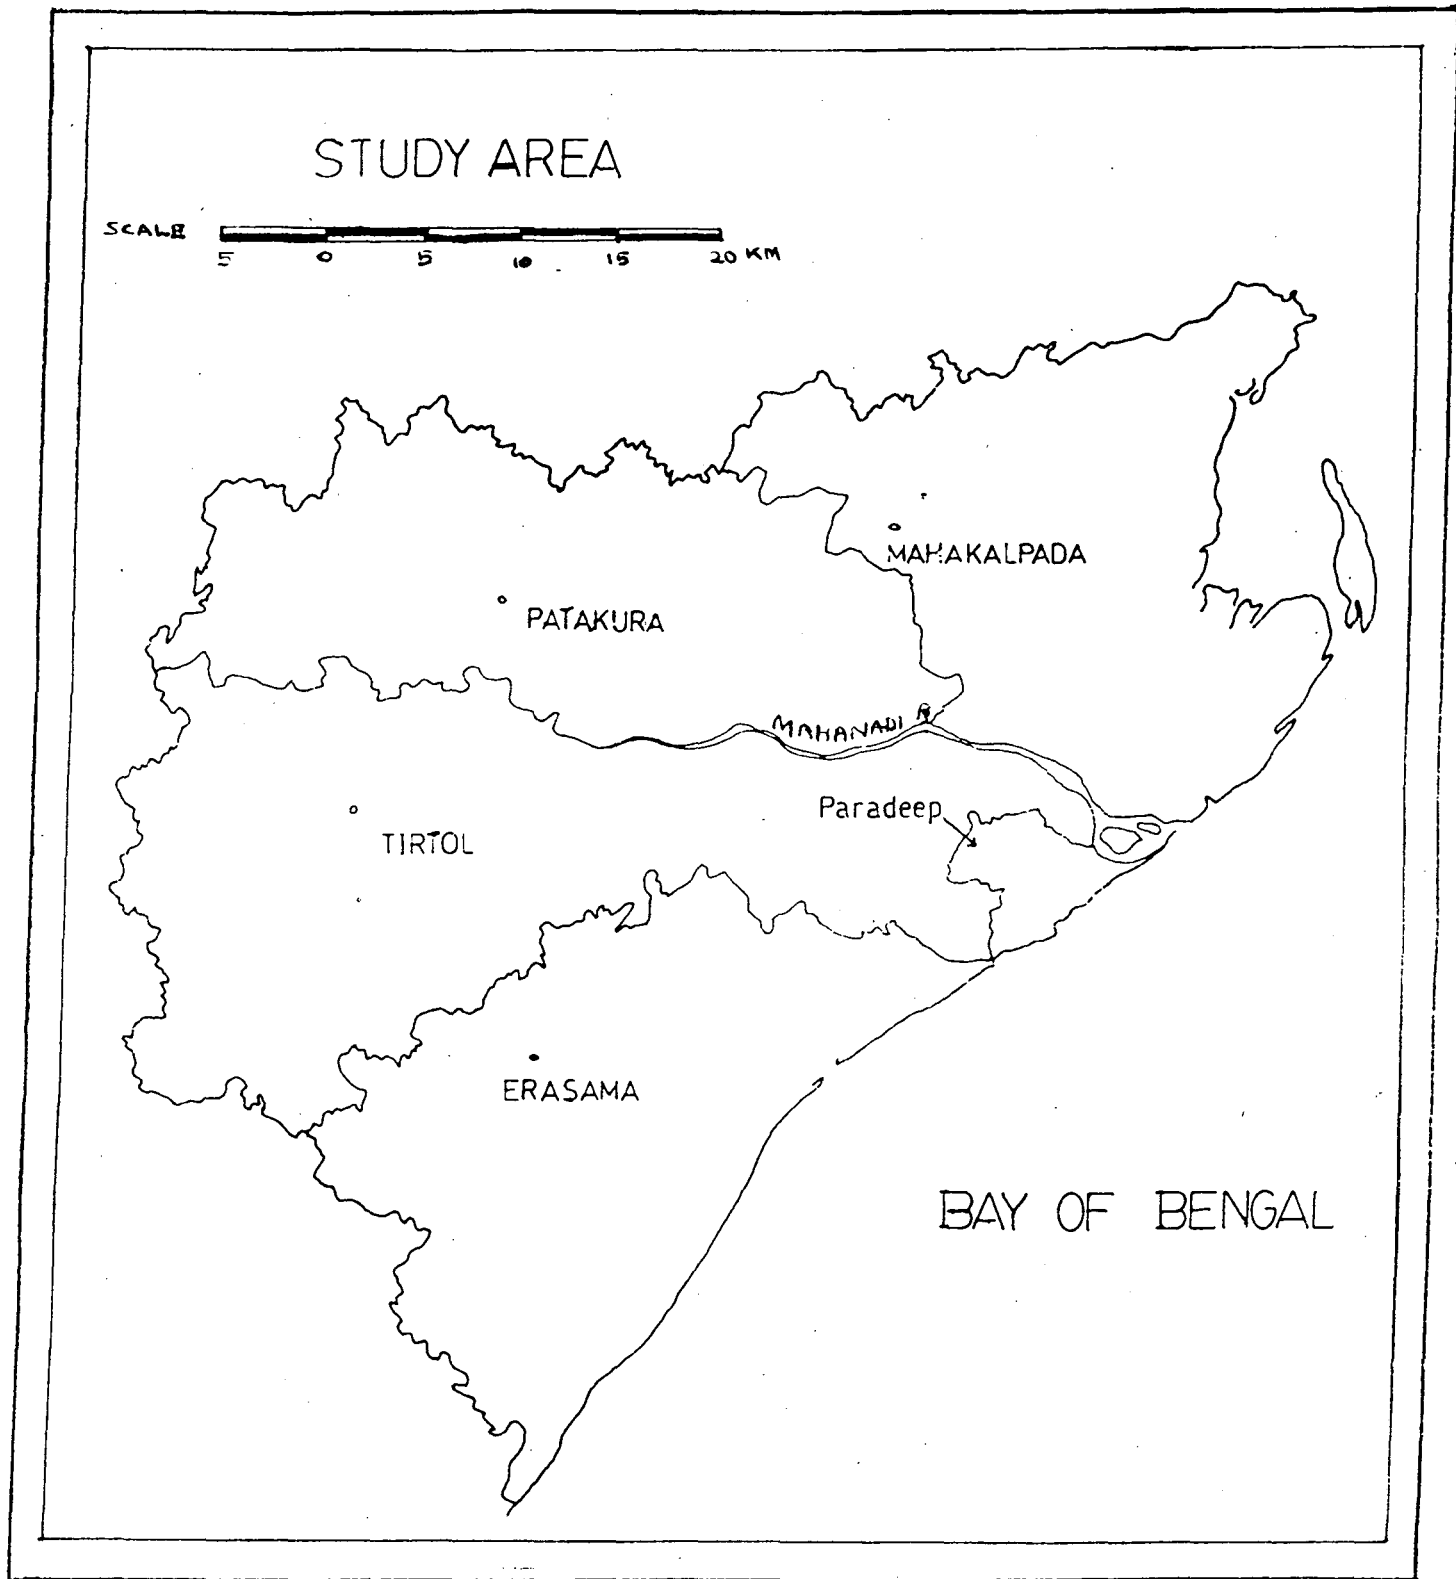 STUDY AREA
SCALE
5 0 5 10 15 20 KM
MAHAKALPADA
PATAKURA
MAHANADI R
Paradeep
TIRTOL
ERASAMA
BAY OF BENGAL